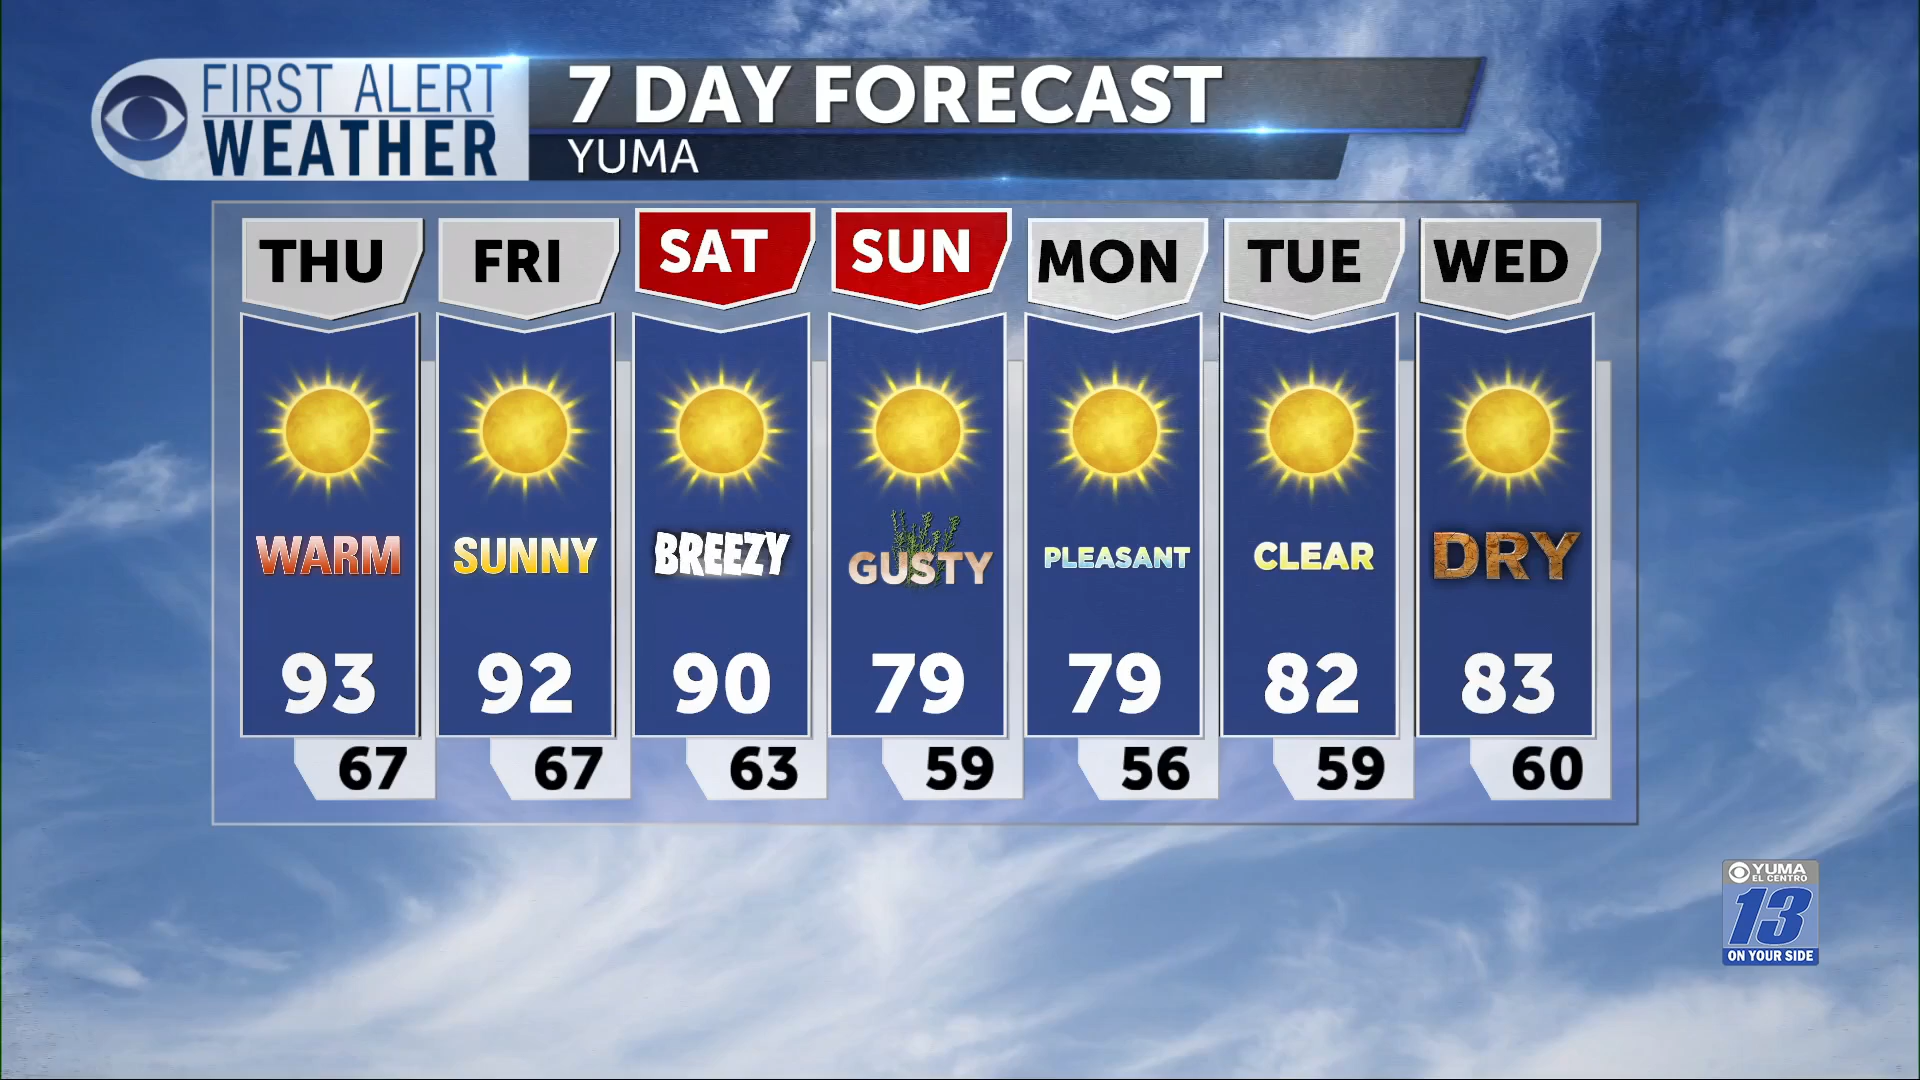 FIRST ALERT
WEATHER
7 DAY FORECAST
YUMA
THU FRI SAT SUN MON TUE WED
WARM SUNNY BREEZY GUSTY PLEASANT CLEAR DRY
93 92 90 79 79 82 83
67 67 63 59 56 59 60
YUMA
EL CENTRO
13
ON YOUR SIDE